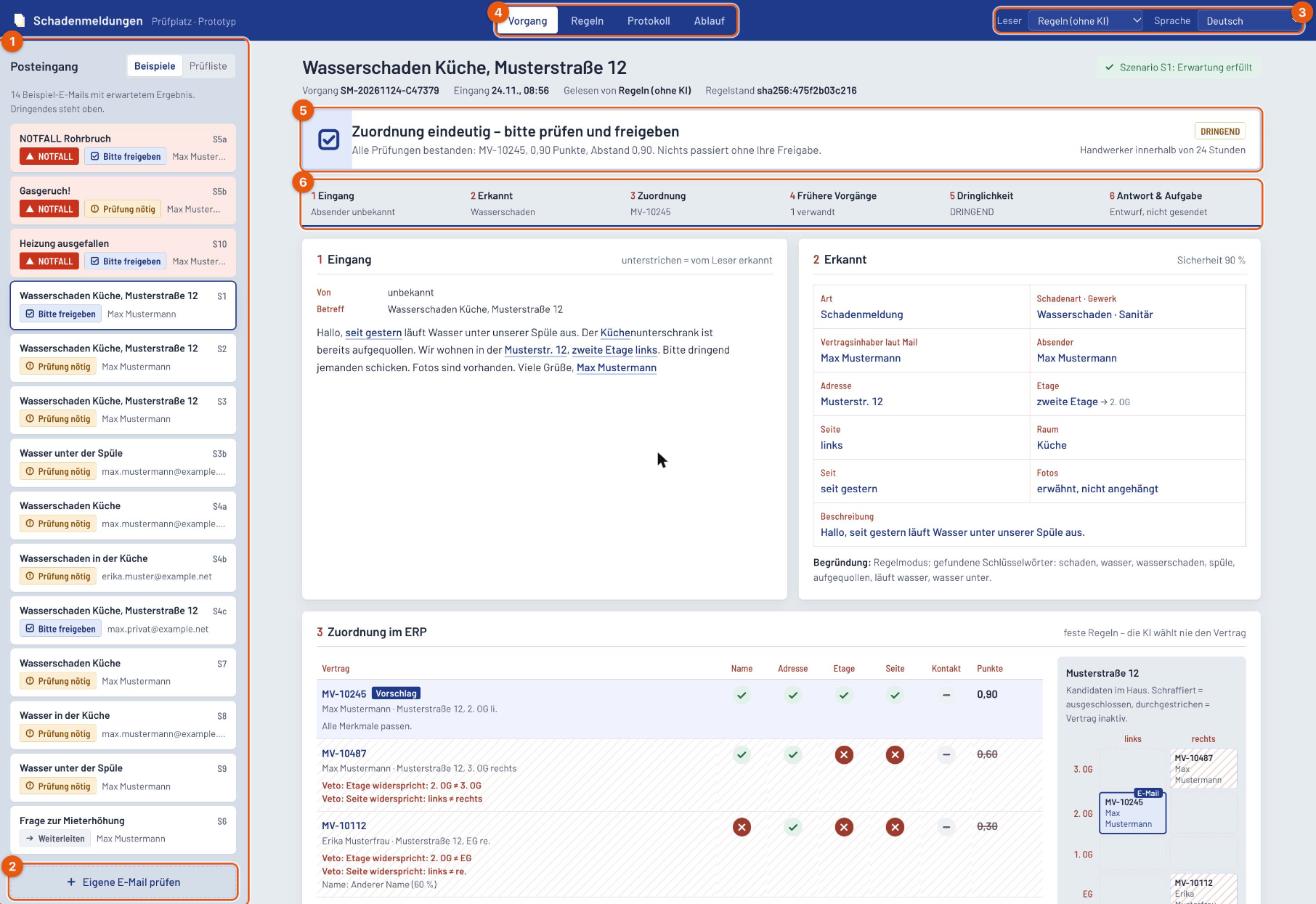 Schadenmeldungen Prüfplatz · Prototyp
4
Vorgang Regeln Protokoll Ablauf
3
Leser Regeln (ohne KI) Sprache Deutsch
1
Posteingang Beispiele Prüfliste
14 Beispiel-E-Mails mit erwartetem Ergebnis.
Dringendes steht oben.
NOTFALL Rohrbruch S5a
NOTFALL Bitte freigeben Max Muster...
Gasgeruch! S5b
NOTFALL Prüfung nötig Max Muster...
Heizung ausgefallen S10
NOTFALL Bitte freigeben Max Muster...
Wasserschaden Küche, Musterstraße 12 S1
Bitte freigeben Max Mustermann
Wasserschaden Küche, Musterstraße 12 S2
Prüfung nötig Max Mustermann
Wasserschaden Küche, Musterstraße 12 S3
Prüfung nötig Max Mustermann
Wasser unter der Spüle S3b
Prüfung nötig max.mustermann@example....
Wasserschaden Küche S4a
Prüfung nötig max.mustermann@example....
Wasserschaden in der Küche S4b
Prüfung nötig erika.muster@example.net
Wasserschaden Küche, Musterstraße 12 S4c
Bitte freigeben max.privat@example.net
Wasserschaden Küche S7
Prüfung nötig Max Mustermann
Wasser in der Küche S8
Prüfung nötig max.mustermann@example....
Wasser unter der Spüle S9
Prüfung nötig Max Mustermann
Frage zur Mieterhöhung S6
→ Weiterleiten Max Mustermann
2
+ Eigene E-Mail prüfen
Wasserschaden Küche, Musterstraße 12
✓ Szenario S1: Erwartung erfüllt
Vorgang SM-20261124-C47379 Eingang 24.11., 08:56 Gelesen von Regeln (ohne KI) Regelstand sha256:475f2b03c216
5
Zuordnung eindeutig – bitte prüfen und freigeben DRINGEND
Alle Prüfungen bestanden: MV-10245, 0,90 Punkte, Abstand 0,90. Nichts passiert ohne Ihre Freigabe. Handwerker innerhalb von 24 Stunden
6
1 Eingang 2 Erkannt 3 Zuordnung 4 Frühere Vorgänge 5 Dringlichkeit 6 Antwort & Aufgabe
Absender unbekannt Wasserschaden MV-10245 1 verwandt DRINGEND Entwurf, nicht gesendet
1 Eingang unterstrichen = vom Leser erkannt
Von unbekannt
Betreff Wasserschaden Küche, Musterstraße 12
Hallo, seit gestern läuft Wasser unter unserer Spüle aus. Der Küchenunterschrank ist
bereits aufgequollen. Wir wohnen in der Musterstr. 12, zweite Etage links. Bitte dringend
jemanden schicken. Fotos sind vorhanden. Viele Grüße, Max Mustermann
2 Erkannt Sicherheit 90 %
Art Schadenart · Gewerk
Schadenmeldung Wasserschaden · Sanitär
Vertragsinhaber laut Mail Absender
Max Mustermann Max Mustermann
Adresse Etage
Musterstr. 12 zweite Etage → 2. OG
Seite Raum
links Küche
Seit Fotos
seit gestern erwähnt, nicht angehängt
Beschreibung
Hallo, seit gestern läuft Wasser unter unserer Spüle aus.
Begründung: Regelmodus; gefundene Schlüsselwörter: schaden, wasser, wasserschaden, spüle,
aufgequollen, läuft wasser, wasser unter.
3 Zuordnung im ERP feste Regeln – die KI wählt nie den Vertrag
Vertrag Name Adresse Etage Seite Kontakt Punkte
MV-10245 Vorschlag ✓ ✓ ✓ ✓ – 0,90
Max Mustermann · Musterstraße 12, 2. OG li.
Alle Merkmale passen.
MV-10487 ✓ ✓ ✕ ✕ – 0,60
Max Mustermann · Musterstraße 12, 3. OG rechts
Veto: Etage widerspricht: 2. OG ≠ 3. OG
Veto: Seite widerspricht: links ≠ rechts
MV-10112 ✕ ✓ ✕ ✕ – 0,30
Erika Musterfrau · Musterstraße 12, EG re.
Veto: Etage widerspricht: 2. OG ≠ EG
Veto: Seite widerspricht: links ≠ re.
Name: Anderer Name (60 %)
Musterstraße 12
Kandidaten im Haus. Schraffiert =
ausgeschlossen, durchgestrichen =
Vertrag inaktiv.
links rechts
3. OG
MV-10487
Max
Mustermann
E-Mail
2. OG
MV-10245
Max
Mustermann
1. OG
EG
MV-10112
Erika